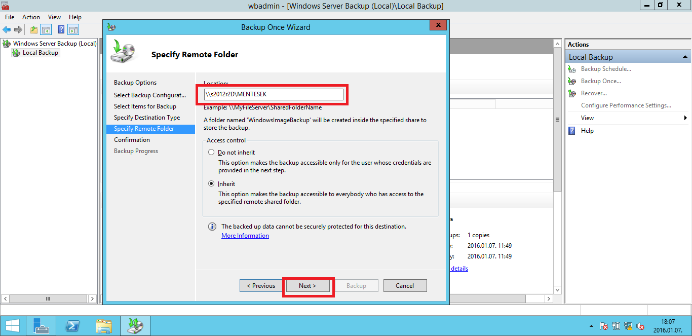 wbadmin - [Windows Server Backup (Local)\Local Backup]
File Action View Help
Windows Server Backup (Local)
Local Backup
Backup Once Wizard
Specify Remote Folder
Backup Options
Select Backup Configurat...
Select Items for Backup
Specify Destination Type
Specify Remote Folder
Confirmation
Backup Progress
Location:
Example: \\MyFileServer\SharedFolderName
A folder named 'WindowsImageBackup' will be created inside the specified share to
store the backup.
Access control
Do not inherit
This option makes the backup accessible only for the user whose credentials are
provided in the next step.
Inherit
This option makes the backup accessible to everybody who has access to the
specified remote shared folder.
The backed up data cannot be securely protected for this destination.
More Information
< Previous
Next >
Backup
Cancel
1 copies
2016.01.07. 11:49
2016.01.07. 11:49
details
Actions
Local Backup
Backup Schedule...
Backup Once...
Recover...
Configure Performance Settings...
View
Help
18:07
2016.01.07.